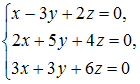 x − 3y + 2z = 0,
2x + 5y + 4z = 0,
3x + 3y + 6z = 0